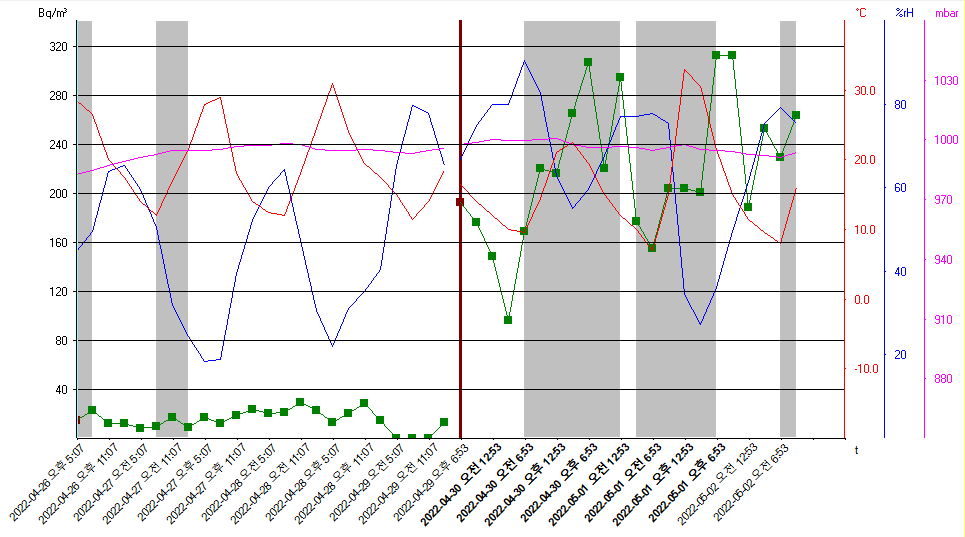 Bq/m³ °C %rH mbar
320
280
240
200
160
120
80
40
30.0
20.0
10.0
0.0
-10.0
80
60
40
20
1030
1000
970
940
910
880
t
2022-04-26 오후 5:07
2022-04-26 오후 11:07
2022-04-27 오전 5:07
2022-04-27 오전 11:07
2022-04-27 오후 5:07
2022-04-27 오후 11:07
2022-04-28 오전 5:07
2022-04-28 오전 11:07
2022-04-28 오후 5:07
2022-04-28 오후 11:07
2022-04-29 오전 5:07
2022-04-29 오전 11:07
2022-04-29 오후 6:53
2022-04-30 오전 12:53
2022-04-30 오전 6:53
2022-04-30 오후 12:53
2022-04-30 오후 6:53
2022-05-01 오전 12:53
2022-05-01 오전 6:53
2022-05-01 오후 12:53
2022-05-01 오후 6:53
2022-05-02 오전 12:53
2022-05-02 오전 6:53